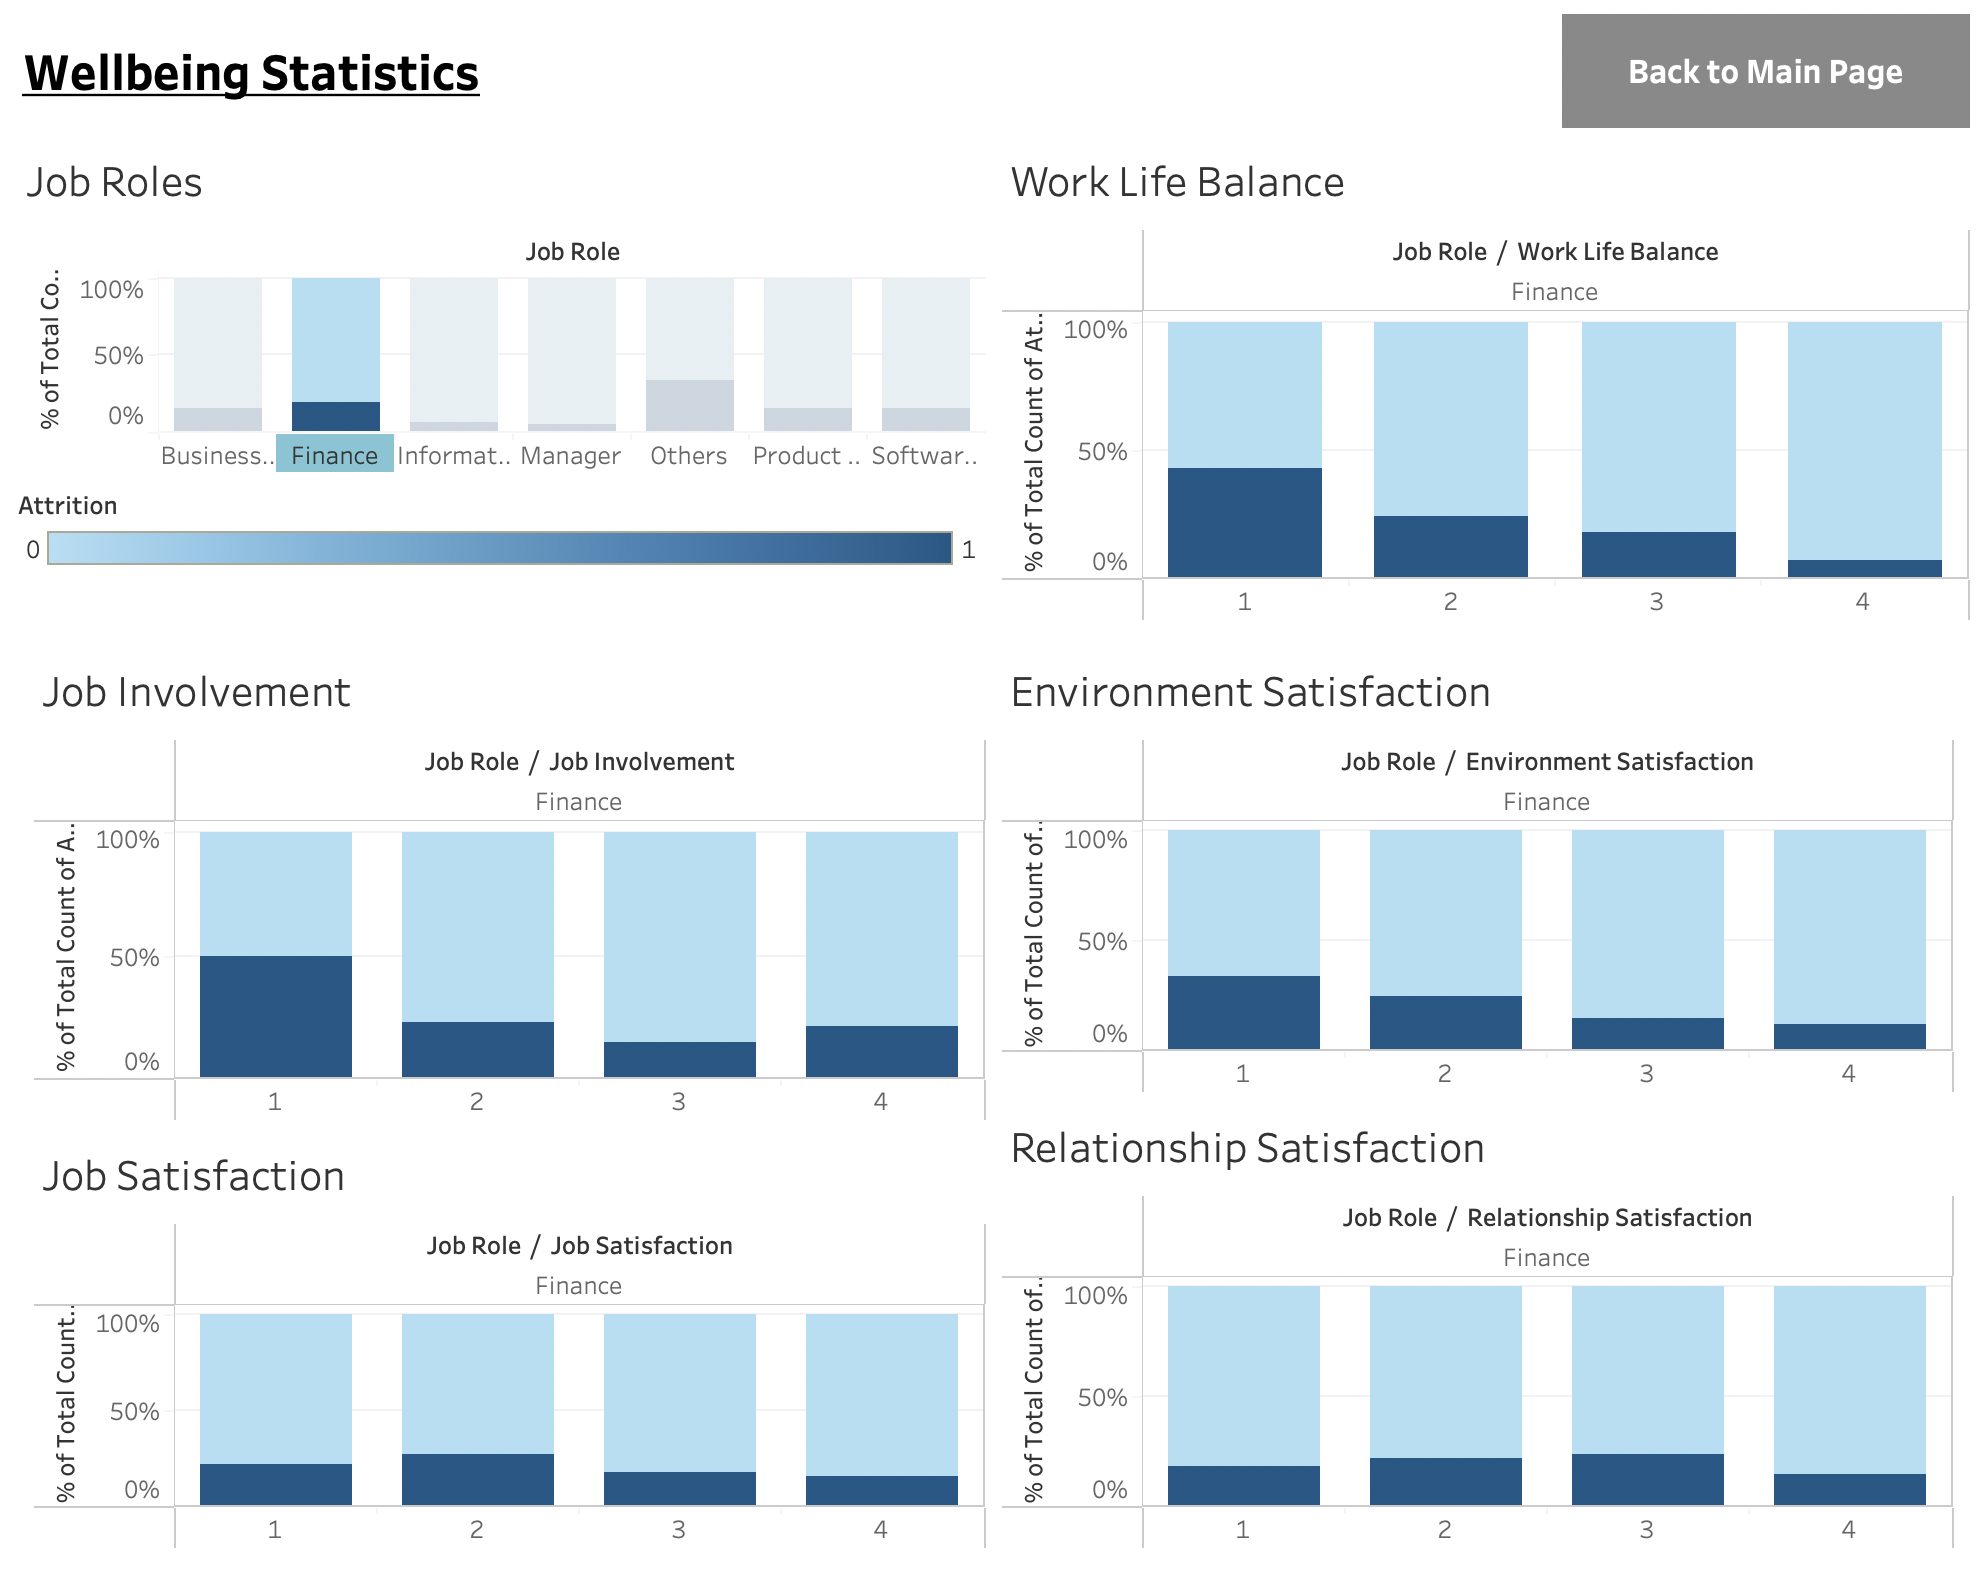 Wellbeing Statistics
Back to Main Page
Job Roles
Job Role
% of Total Co..
100%
50%
0%
Business..
Finance
Informat..
Manager
Others
Product ..
Softwar..
Attrition
0
1
Work Life Balance
Job Role / Work Life Balance
Finance
% of Total Count of At..
100%
50%
0%
1
2
3
4
Job Involvement
Job Role / Job Involvement
Finance
% of Total Count of A..
100%
50%
0%
1
2
3
4
Environment Satisfaction
Job Role / Environment Satisfaction
Finance
% of Total Count of..
100%
50%
0%
1
2
3
4
Job Satisfaction
Job Role / Job Satisfaction
Finance
% of Total Count..
100%
50%
0%
1
2
3
4
Relationship Satisfaction
Job Role / Relationship Satisfaction
Finance
% of Total Count of..
100%
50%
0%
1
2
3
4